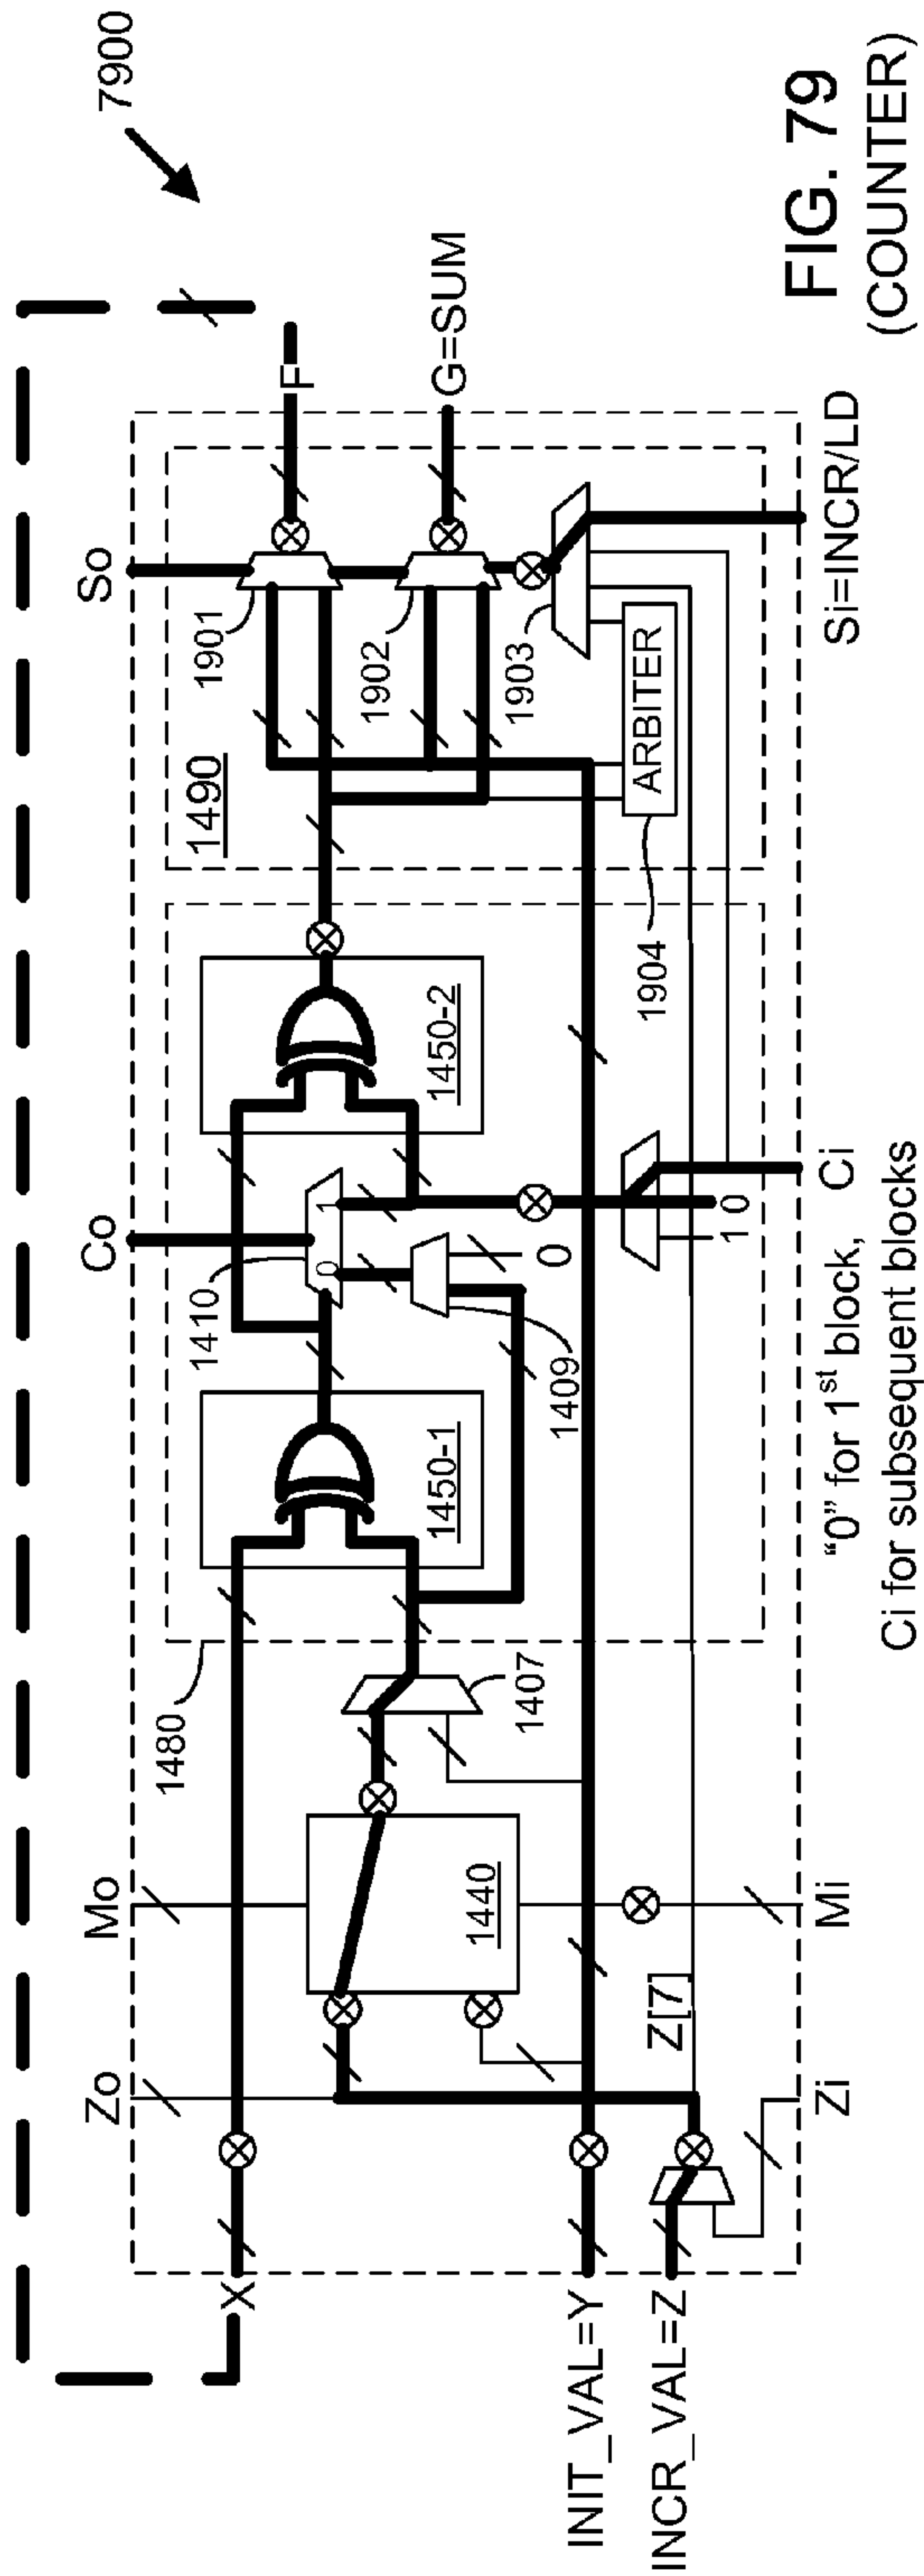 7900
So
Co
Mo
Zo
F
G=SUM
1901
1902
1903
1490
ARBITER
1904
1450-2
1410
0
1
1409
0
1 0
1450-1
1480
1407
1440
Z[7]
X
INIT_VAL=Y
INCR_VAL=Z
Zi
Mi
Ci
"0" for 1st block,
Ci for subsequent blocks
Si=INCR/LD
FIG. 79
(COUNTER)